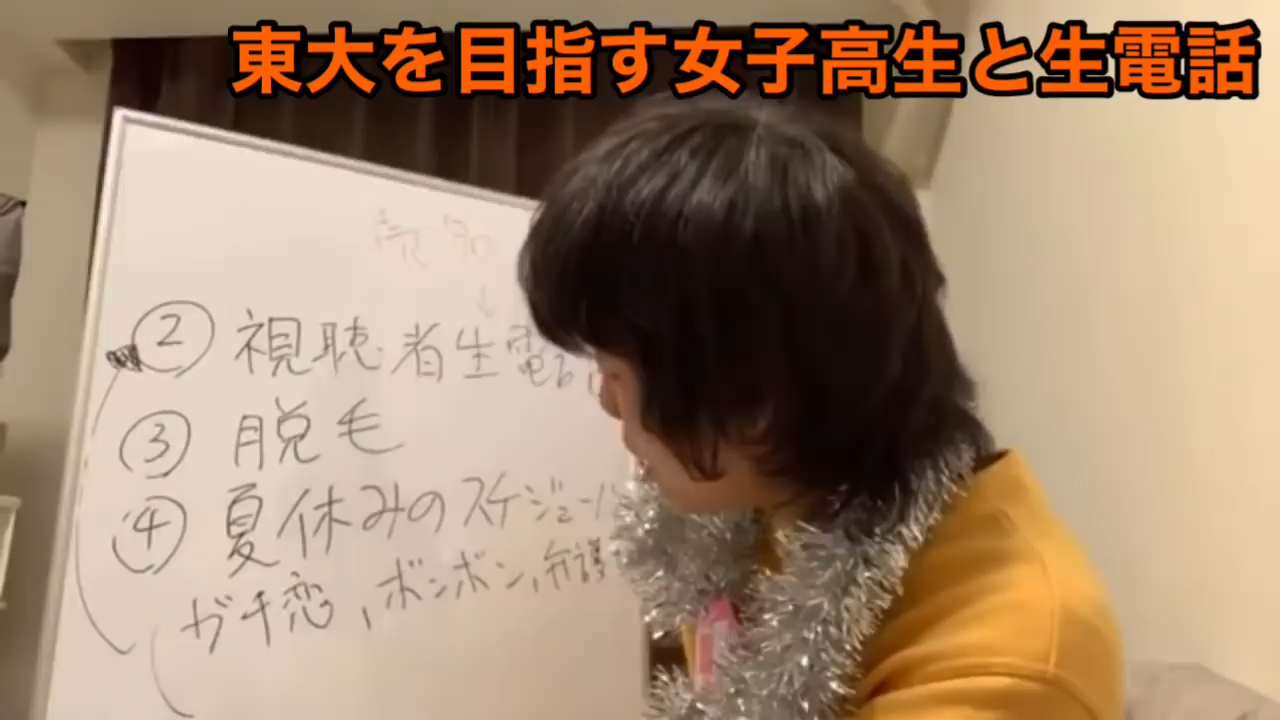 東大を目指す女子高生と生電話
② 視聴者生電
③ 脱毛
④ 夏休みのスケジュール
ガチ恋, ボンボン, 弁護